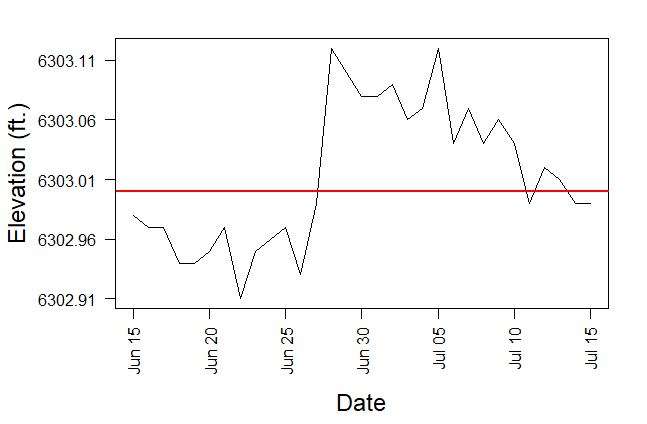 Elevation (ft.)
6303.11
6303.06
6303.01
6302.96
6302.91
Jun 15
Jun 20
Jun 25
Jun 30
Jul 05
Jul 10
Jul 15
Date